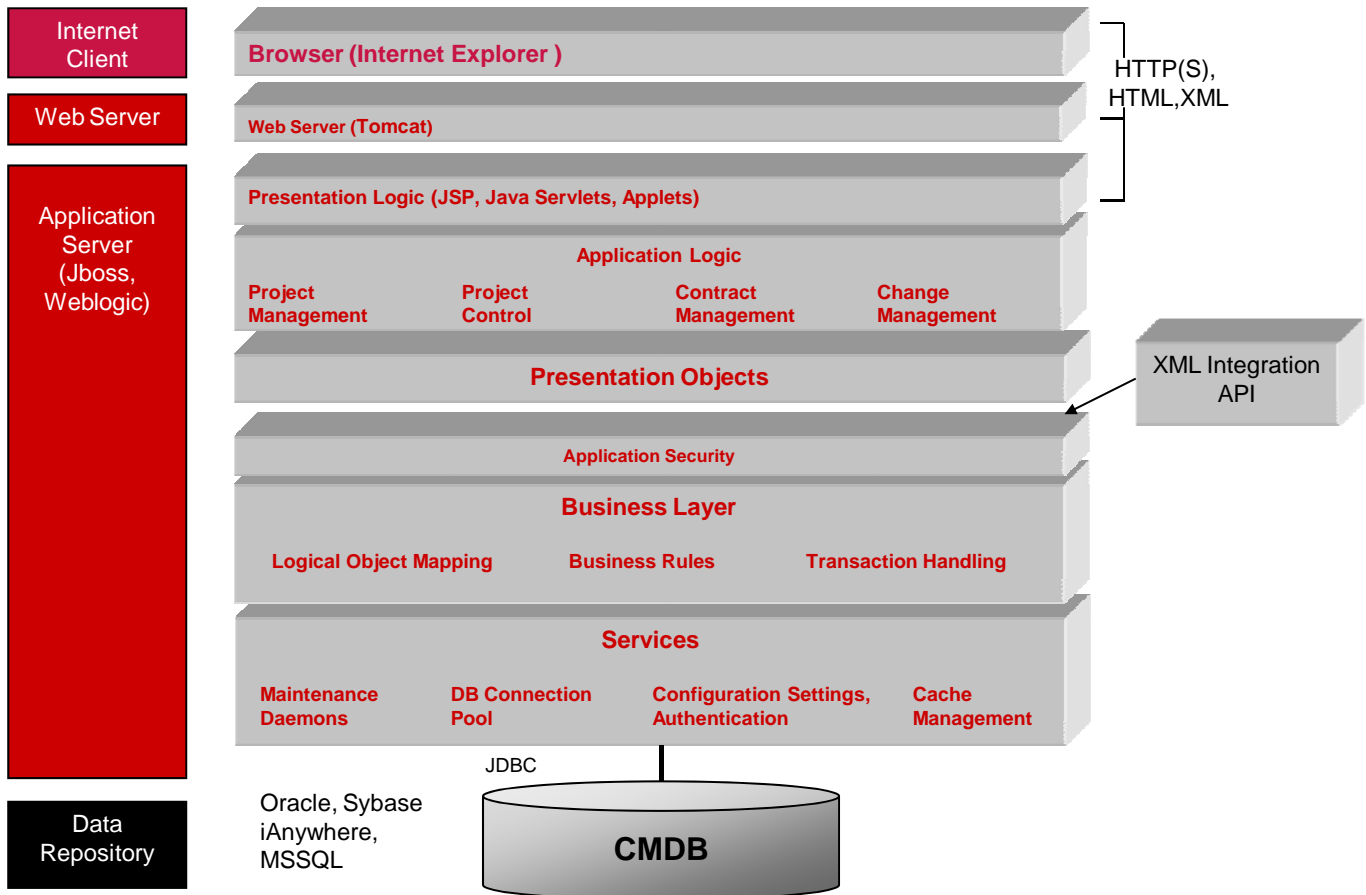 Internet
Client
Browser (Internet Explorer )
HTTP(S),
HTML,XML
Web Server
Web Server (Tomcat)
Application
Server
(Jboss,
Weblogic)
Presentation Logic (JSP, Java Servlets, Applets)
Application Logic
Project
Management
Project
Control
Contract
Management
Change
Management
Presentation Objects
XML Integration
API
Application Security
Business Layer
Logical Object Mapping
Business Rules
Transaction Handling
Services
Maintenance
Daemons
DB Connection
Pool
Configuration Settings,
Authentication
Cache
Management
JDBC
Data
Repository
Oracle, Sybase
iAnywhere,
MSSQL
CMDB